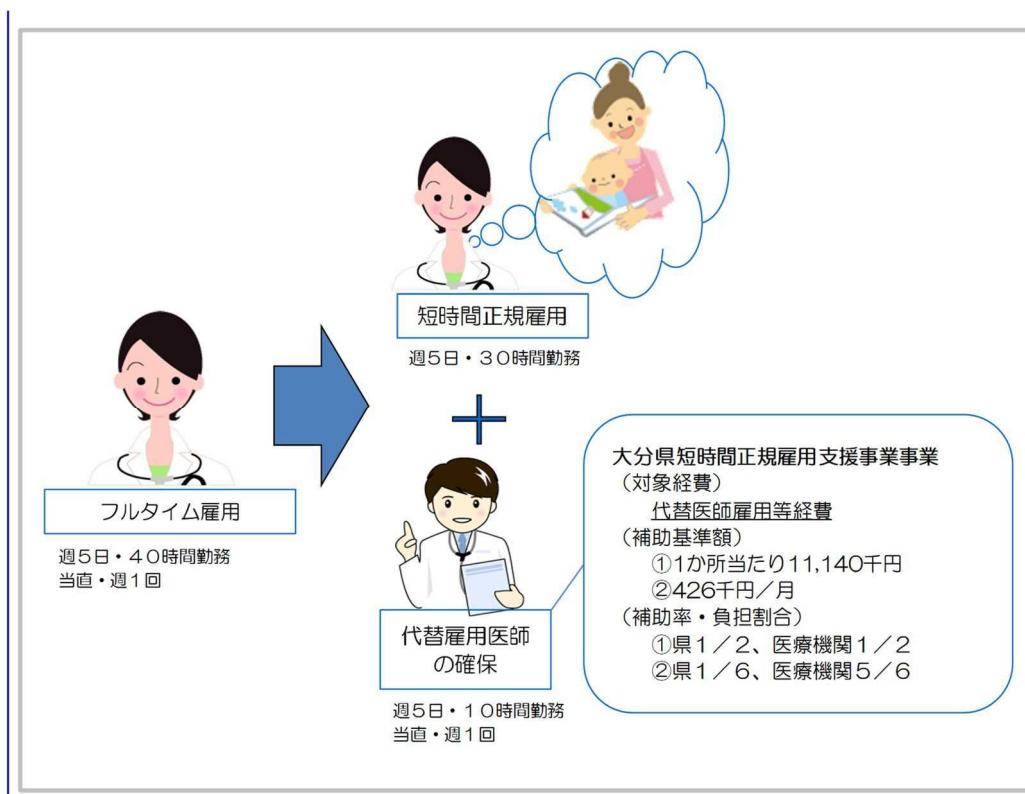 短時間正規雇用
週5日・30時間勤務
フルタイム雇用
週5日・40時間勤務
当直・週1回
代替雇用医師
の確保
週5日・10時間勤務
当直・週1回
大分県短時間正規雇用支援事業事業
（対象経費）
代替医師雇用等経費
（補助基準額）
①1か所当たり11,140千円
②426千円／月
（補助率・負担割合）
①県1／2、医療機関1／2
②県1／6、医療機関5／6